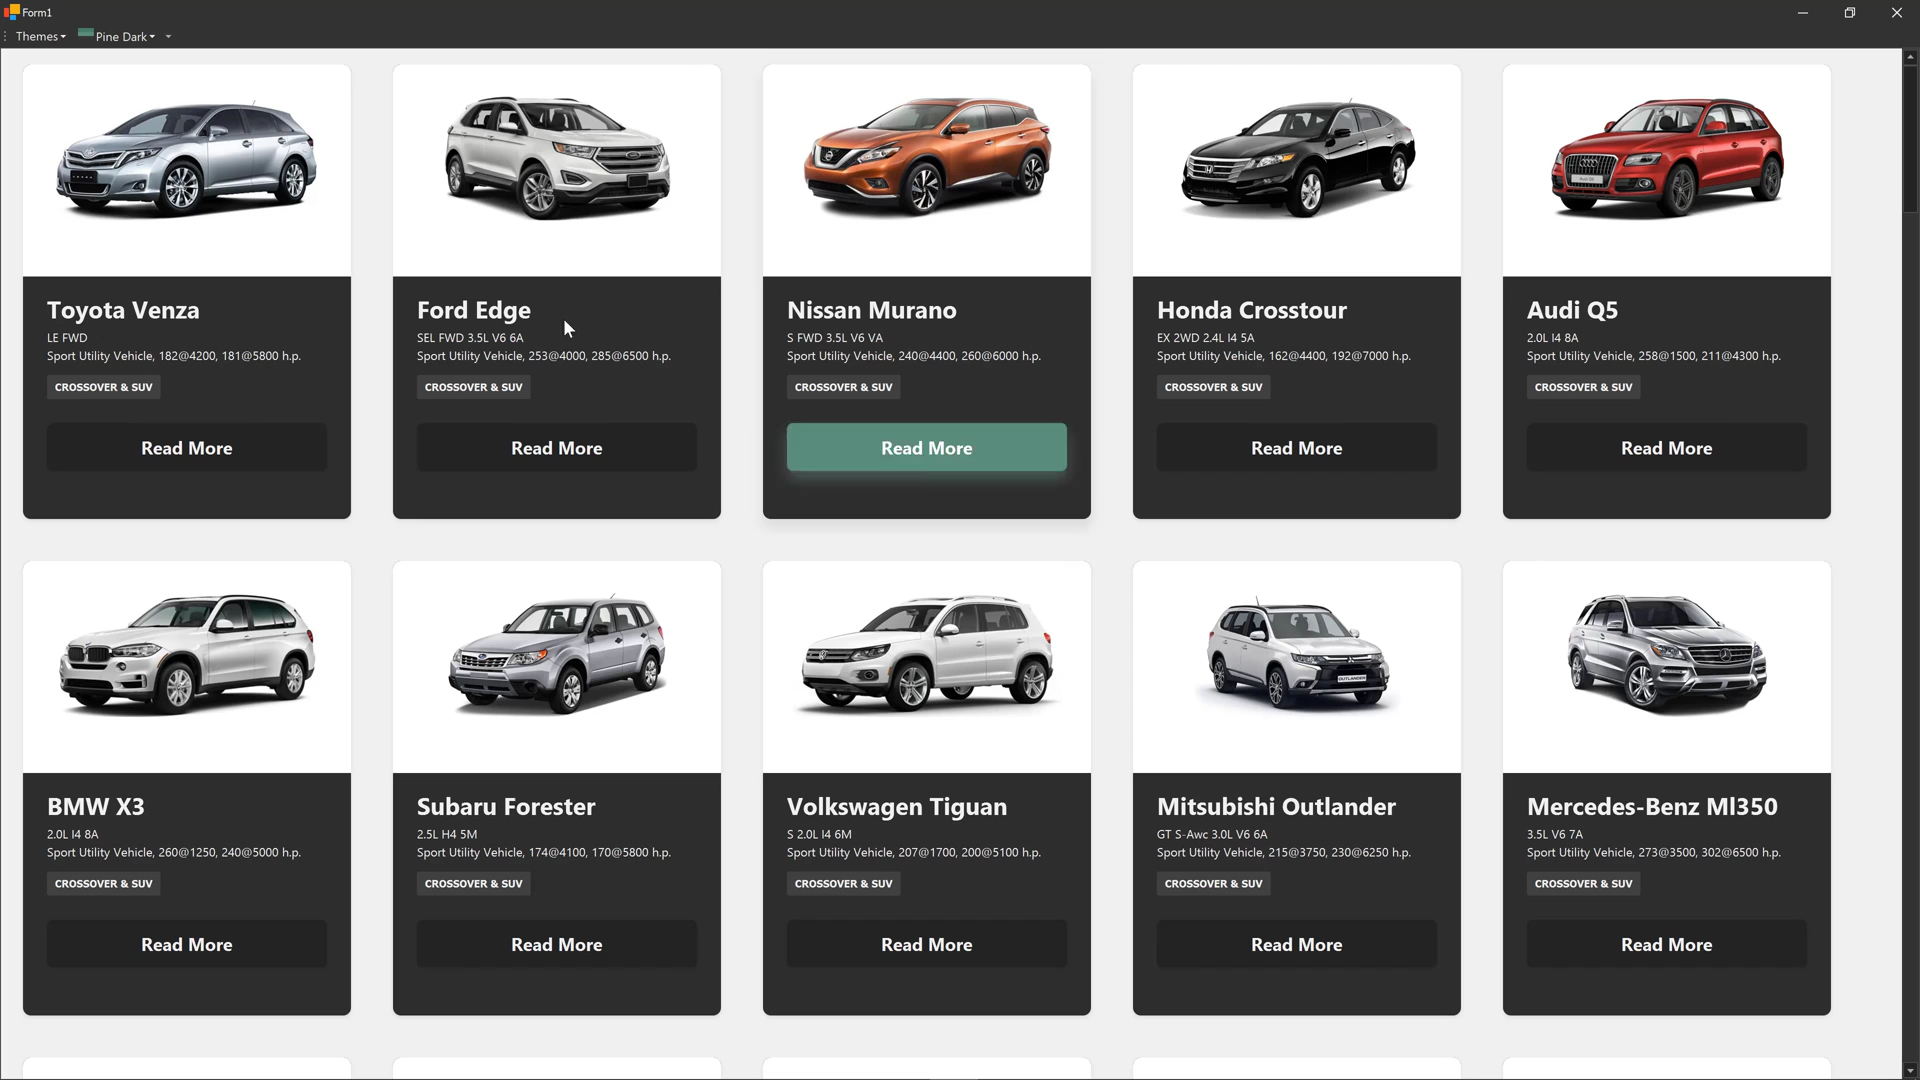 Form1
Themes
Pine Dark
Toyota Venza
LE FWD
Sport Utility Vehicle, 182@4200, 181@5800 h.p.
CROSSOVER & SUV
Read More
Ford Edge
SEL FWD 3.5L V6 6A
Sport Utility Vehicle, 253@4000, 285@6500 h.p.
CROSSOVER & SUV
Read More
Nissan Murano
S FWD 3.5L V6 VA
Sport Utility Vehicle, 240@4400, 260@6000 h.p.
CROSSOVER & SUV
Read More
Honda Crosstour
EX 2WD 2.4L I4 5A
Sport Utility Vehicle, 162@4400, 192@7000 h.p.
CROSSOVER & SUV
Read More
Audi Q5
2.0L I4 8A
Sport Utility Vehicle, 258@1500, 211@4300 h.p.
CROSSOVER & SUV
Read More
BMW X3
2.0L I4 8A
Sport Utility Vehicle, 260@1250, 240@5000 h.p.
CROSSOVER & SUV
Read More
Subaru Forester
2.5L H4 5M
Sport Utility Vehicle, 174@4100, 170@5800 h.p.
CROSSOVER & SUV
Read More
Volkswagen Tiguan
S 2.0L I4 6M
Sport Utility Vehicle, 207@1700, 200@5100 h.p.
CROSSOVER & SUV
Read More
Mitsubishi Outlander
GT S-Awc 3.0L V6 6A
Sport Utility Vehicle, 215@3750, 230@6250 h.p.
OUTLANDER
CROSSOVER & SUV
Read More
Mercedes-Benz Ml350
3.5L V6 7A
Sport Utility Vehicle, 273@3500, 302@6500 h.p.
CROSSOVER & SUV
Read More